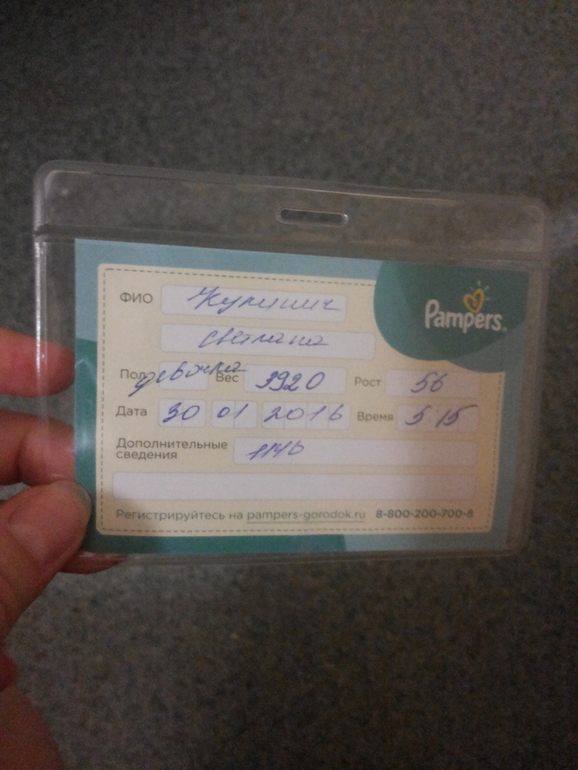 ФИО
Pampers
Светлана
Пол девочка Вес 3920 Рост 56
Дата 30 01 2016 Время 5 15
Дополнительные
сведения
Регистрируйтесь на pampers-gorodok.ru 8-800-200-700-8